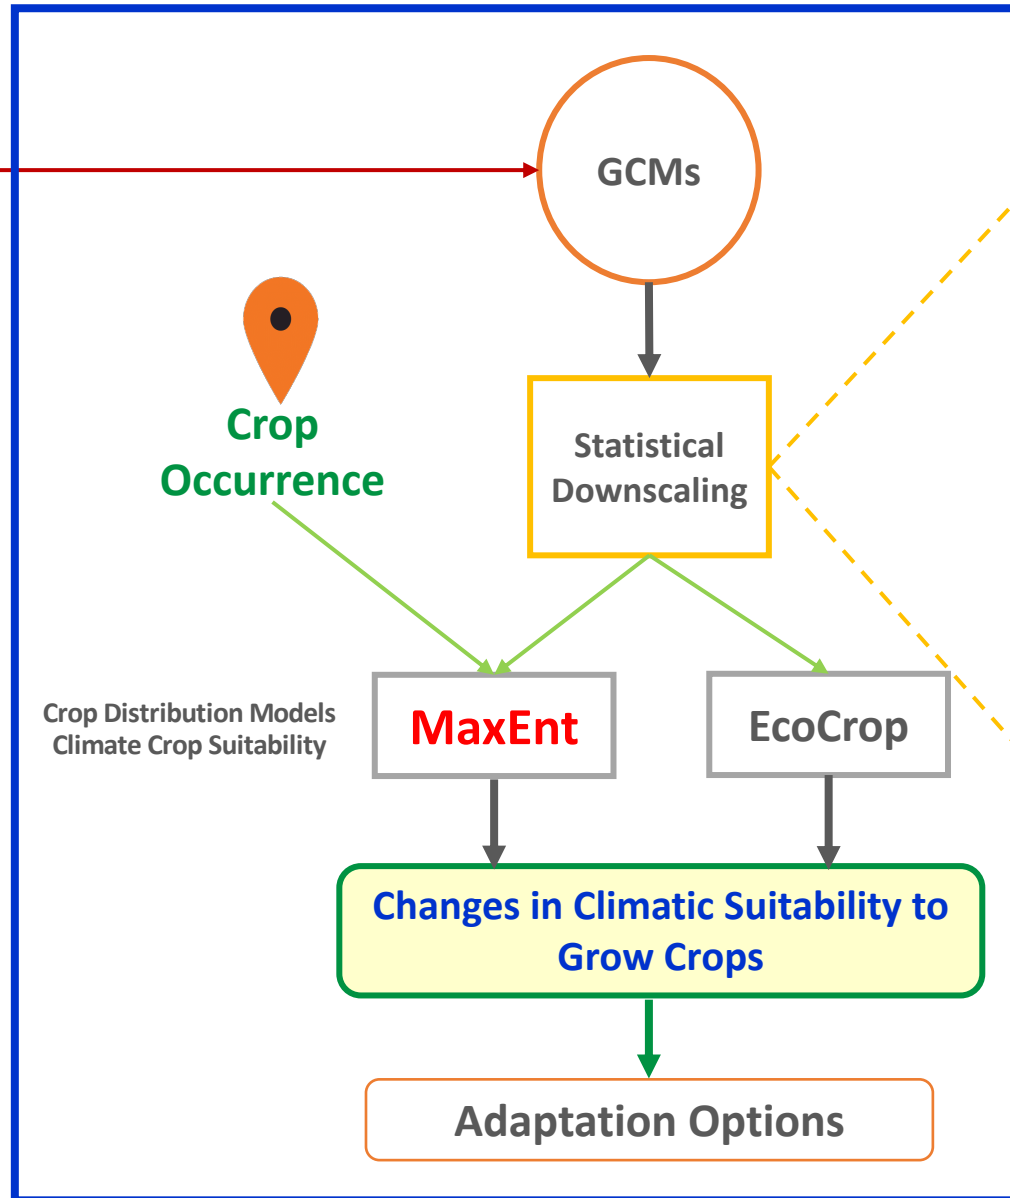 GCMs
Crop
Occurrence
Statistical
Downscaling
Crop Distribution Models
Climate Crop Suitability
MaxEnt
EcoCrop
Changes in Climatic Suitability to
Grow Crops
Adaptation Options